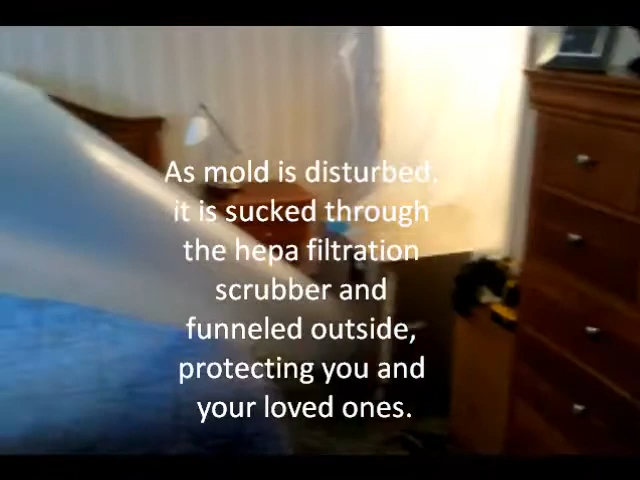 As mold is disturbed,
it is sucked through
the hepa filtration
scrubber and
funneled outside,
protecting you and
your loved ones.